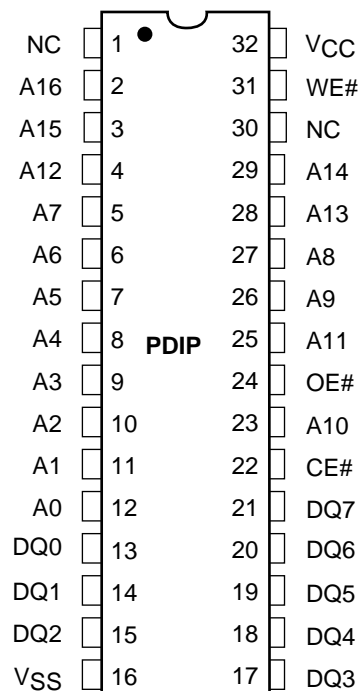 NC 1 32 VCC
A16 2 31 WE#
A15 3 30 NC
A12 4 29 A14
A7 5 28 A13
A6 6 27 A8
A5 7 26 A9
A4 8 PDIP 25 A11
A3 9 24 OE#
A2 10 23 A10
A1 11 22 CE#
A0 12 21 DQ7
DQ0 13 20 DQ6
DQ1 14 19 DQ5
DQ2 15 18 DQ4
VSS 16 17 DQ3